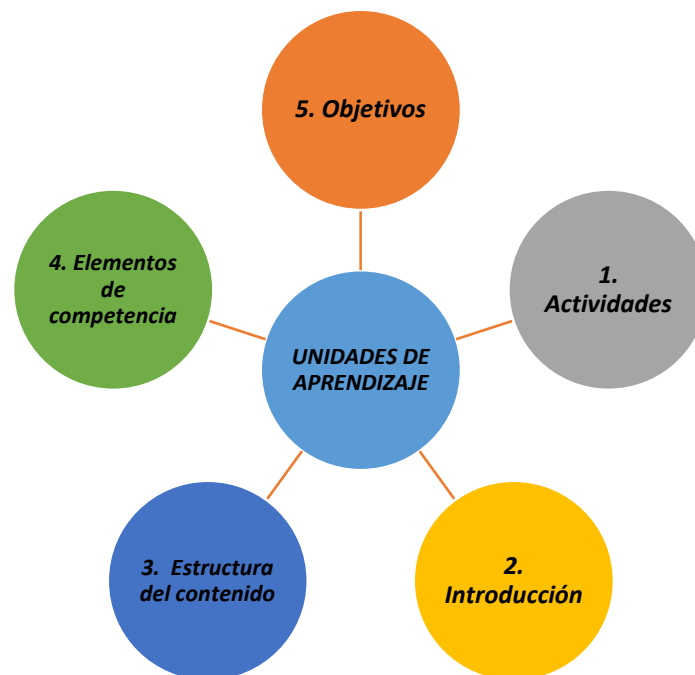 5. Objetivos
4. Elementos
de
competencia
1.
Actividades
UNIDADES DE
APRENDIZAJE
3. Estructura
del contenido
2.
Introducción